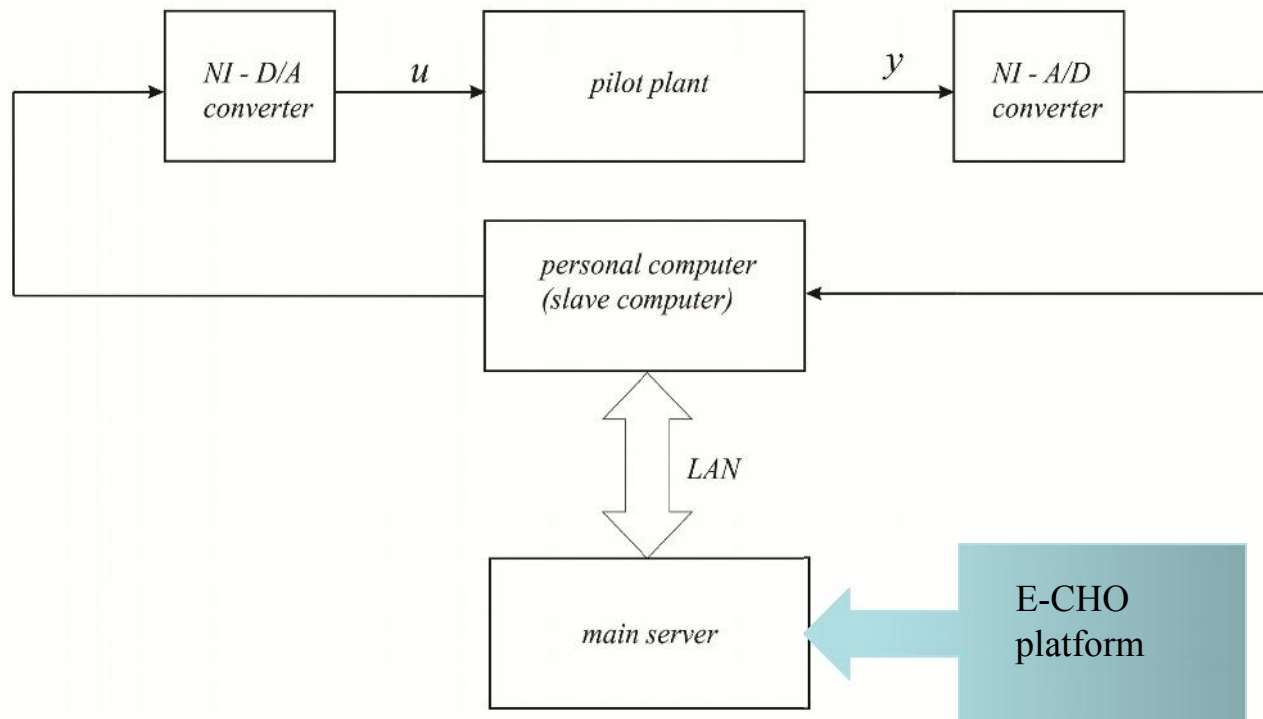 NI - D/A
converter
u
pilot plant
y
NI - A/D
converter
personal computer
(slave computer)
LAN
main server
E-CHO
platform